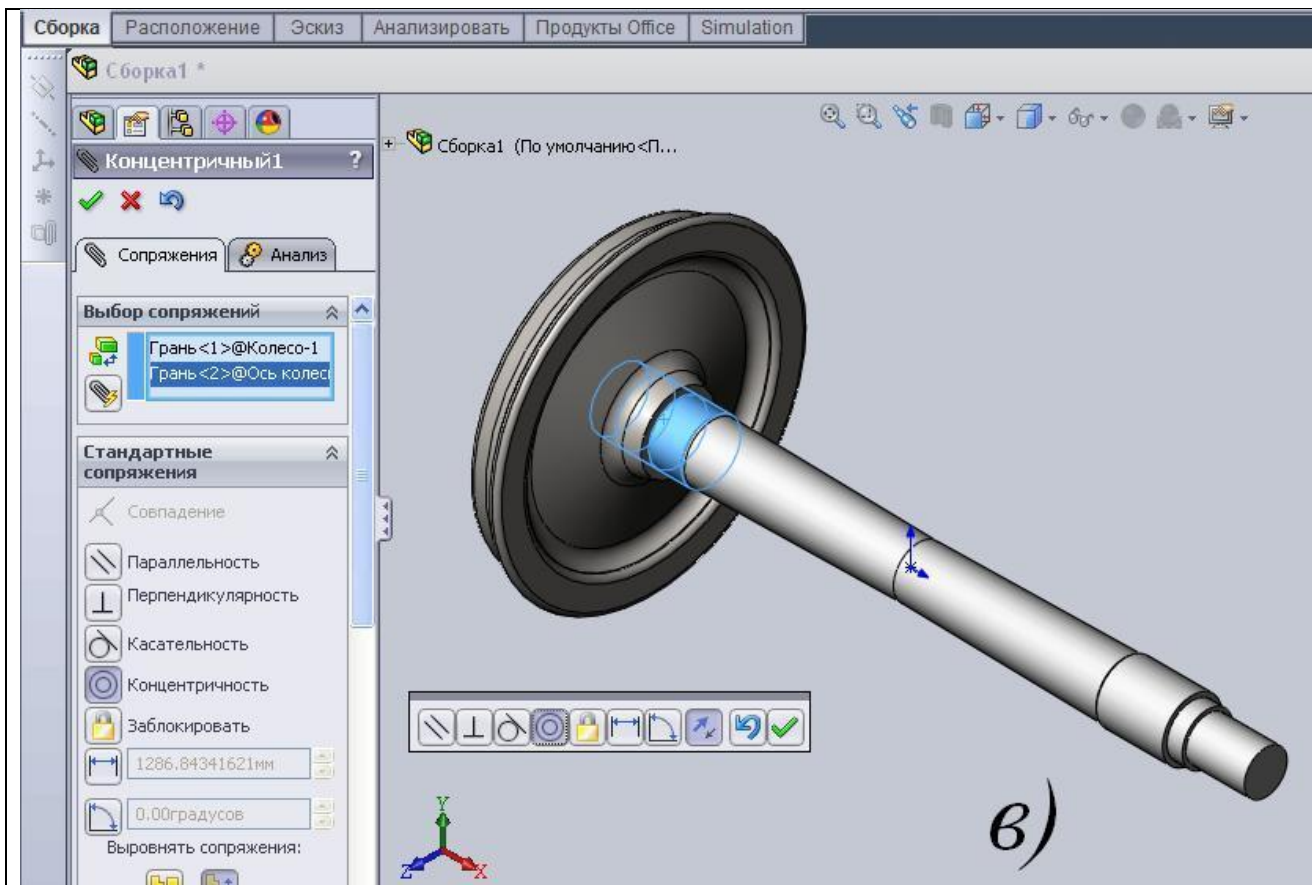 Сборка Расположение Эскиз Анализировать Продукты Office Simulation
Сборка1 *
Сборка1 (По умолчанию<П...
Концентричный1 ?
Сопряжения Анализ
Выбор сопряжений
Грань<1>@Колесо-1
Грань<2>@Ось колес
Стандартные
сопряжения
Совпадение
Параллельность
Перпендикулярность
Касательность
Концентричность
Заблокировать
1286.84341621мм
0.00градусов
Выровнять сопряжения:
Y
Z X
в)